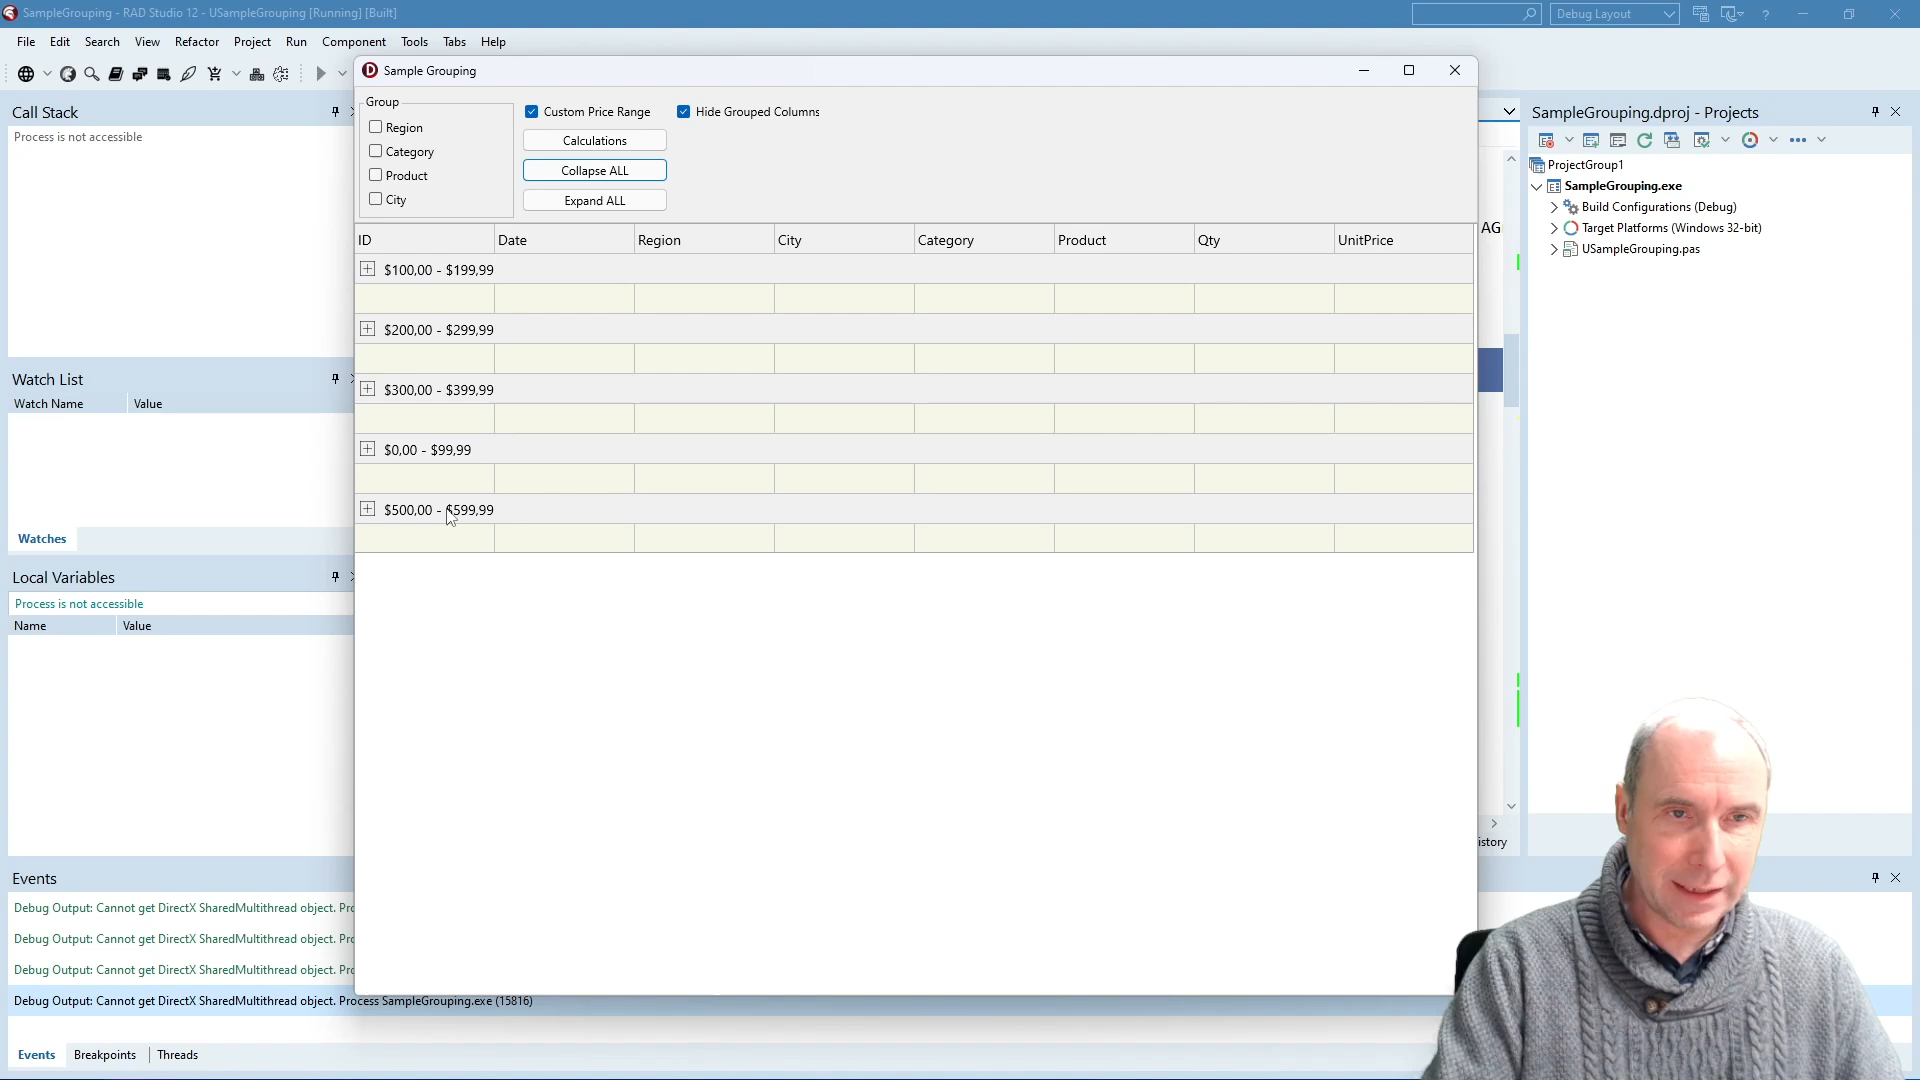 SampleGrouping - RAD Studio 12 - USampleGrouping [Running] [Built]
Debug Layout
File Edit Search View Refactor Project Run Component Tools Tabs Help
Call Stack
Process is not accessible
Watch List
Watch Name Value
Watches
Local Variables
Process is not accessible
Name Value
Events
Debug Output: Cannot get DirectX SharedMultithread object. Prc
Debug Output: Cannot get DirectX SharedMultithread object. Prc
Debug Output: Cannot get DirectX SharedMultithread object. Prc
Debug Output: Cannot get DirectX SharedMultithread object. Process SampleGrouping.exe (15816)
Events Breakpoints Threads
Sample Grouping
Group
Region
Category
Product
City
Custom Price Range
Hide Grouped Columns
Calculations
Collapse ALL
Expand ALL
ID Date Region City Category Product Qty UnitPrice
$100,00 - $199,99
$200,00 - $299,99
$300,00 - $399,99
$0,00 - $99,99
$500,00 - $599,99
AG
istory
SampleGrouping.dproj - Projects
ProjectGroup1
SampleGrouping.exe
Build Configurations (Debug)
Target Platforms (Windows 32-bit)
USampleGrouping.pas